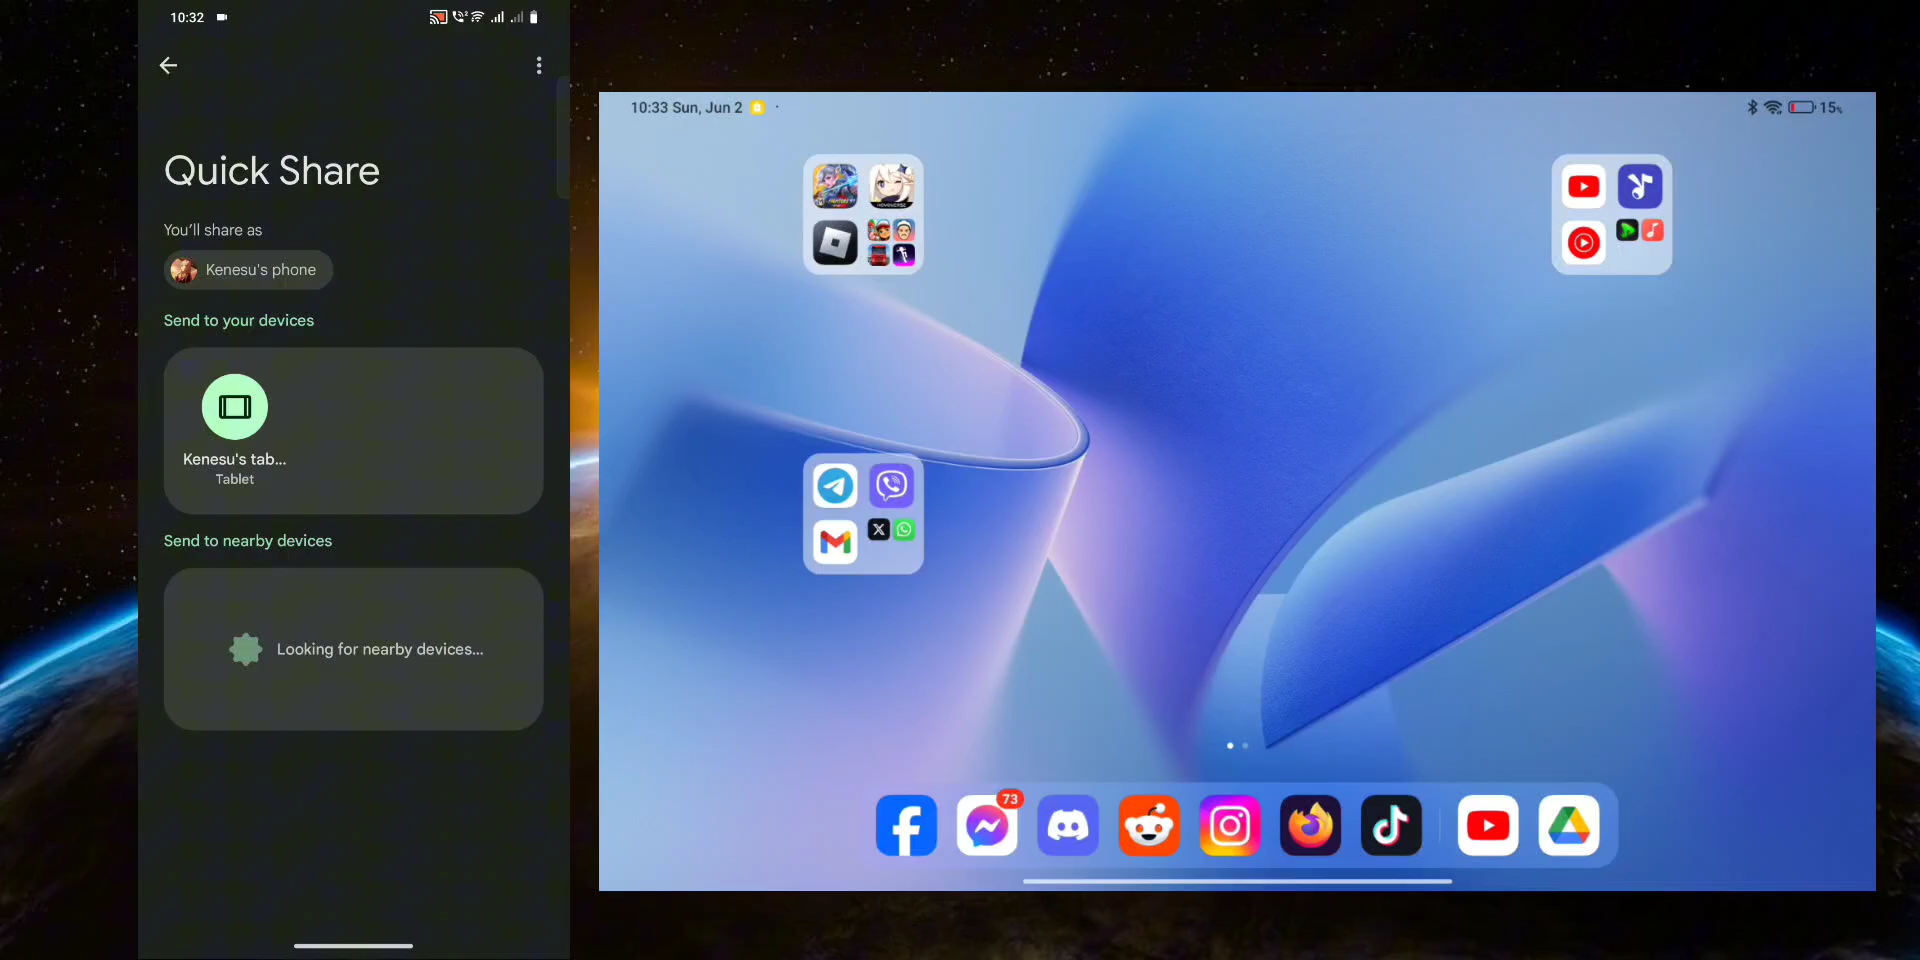 10:32
Quick Share
You'll share as
Kenesu's phone
Send to your devices
Kenesu's tab...
Tablet
Send to nearby devices
Looking for nearby devices...
10:33 Sun, Jun 2
15%
73